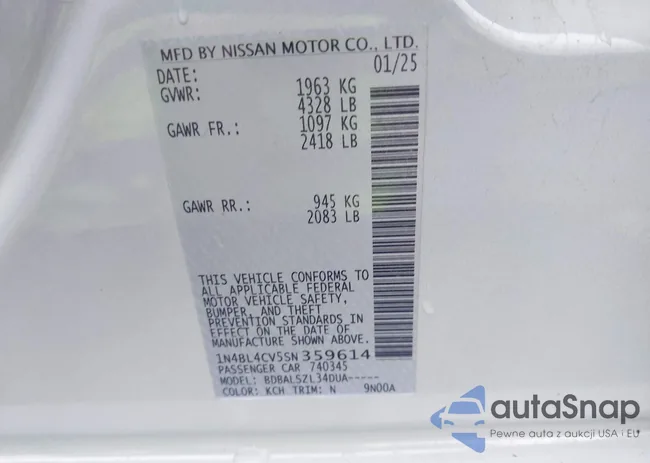 MFD BY NISSAN MOTOR CO., LTD.
DATE: 01/25
GVWR: 1963 KG
4328 LB
GAWR FR.: 1097 KG
2418 LB
GAWR RR.: 945 KG
2083 LB
THIS VEHICLE CONFORMS TO
ALL APPLICABLE FEDERAL
MOTOR VEHICLE SAFETY,
BUMPER, AND THEFT
PREVENTION STANDARDS IN
EFFECT ON THE DATE OF
MANUFACTURE SHOWN ABOVE.
1N4BL4CV5SN359614
PASSENGER CAR 740345
MODEL: BDBALSZL34DUA-----
COLOR: KCH TRIM: N 9N00A
autaSnap
Pewne auta z aukcji USA i EU